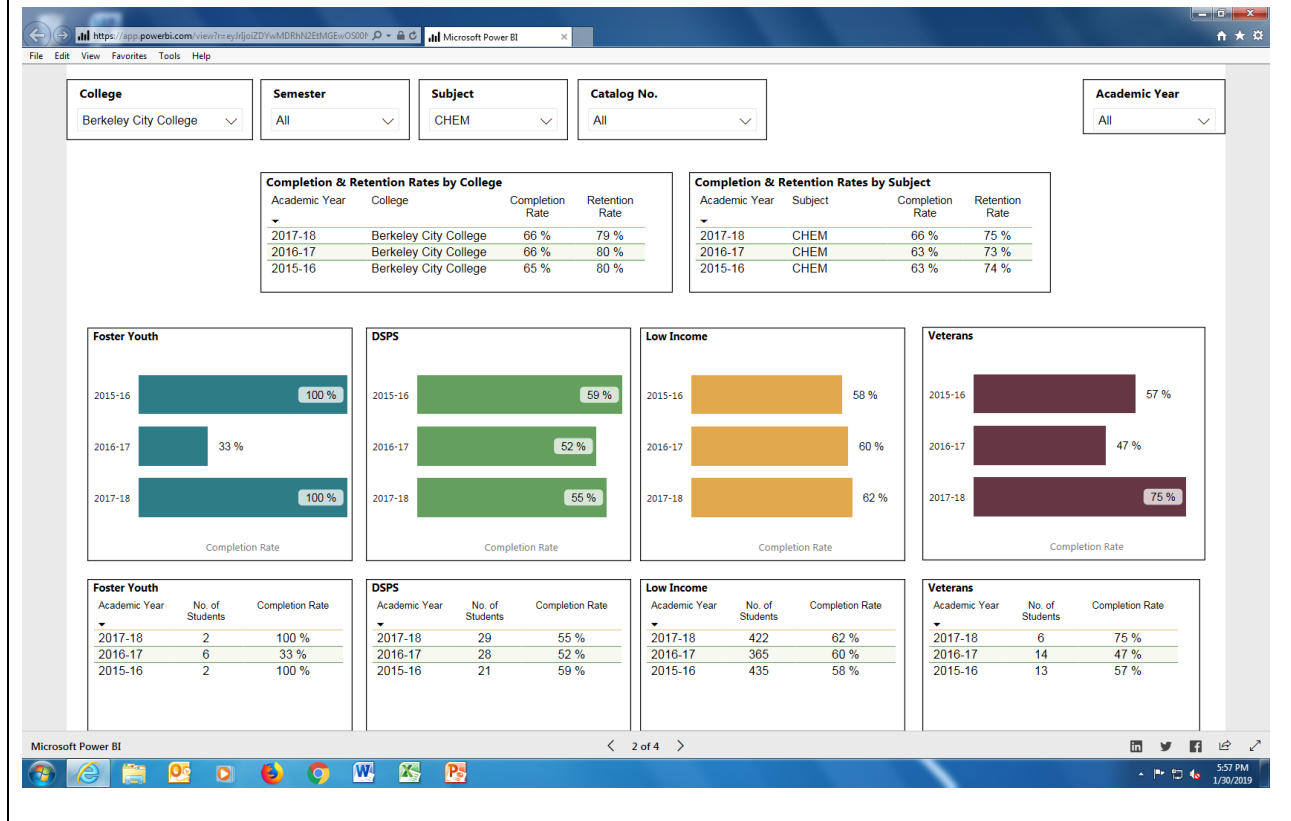 https://app.powerbi.com/view?r=eyJrIjoiZDYwMDRhN2EtMGEwOS00
Microsoft Power BI
File Edit View Favorites Tools Help
College
Berkeley City College
Semester
All
Subject
CHEM
Catalog No.
All
Academic Year
All
Completion & Retention Rates by College
Academic Year College Completion Rate Retention Rate
2017-18 Berkeley City College 66 % 79 %
2016-17 Berkeley City College 66 % 80 %
2015-16 Berkeley City College 65 % 80 %
Completion & Retention Rates by Subject
Academic Year Subject Completion Rate Retention Rate
2017-18 CHEM 66 % 75 %
2016-17 CHEM 63 % 73 %
2015-16 CHEM 63 % 74 %
Foster Youth
2015-16 100 %
2016-17 33 %
2017-18 100 %
Completion Rate
DSPS
2015-16 59 %
2016-17 52 %
2017-18 55 %
Completion Rate
Low Income
2015-16 58 %
2016-17 60 %
2017-18 62 %
Completion Rate
Veterans
2015-16 57 %
2016-17 47 %
2017-18 75 %
Completion Rate
Foster Youth
Academic Year No. of Students Completion Rate
2017-18 2 100 %
2016-17 6 33 %
2015-16 2 100 %
DSPS
Academic Year No. of Students Completion Rate
2017-18 29 55 %
2016-17 28 52 %
2015-16 21 59 %
Low Income
Academic Year No. of Students Completion Rate
2017-18 422 62 %
2016-17 365 60 %
2015-16 435 58 %
Veterans
Academic Year No. of Students Completion Rate
2017-18 6 75 %
2016-17 14 47 %
2015-16 13 57 %
Microsoft Power BI
2 of 4
5:57 PM
1/30/2019